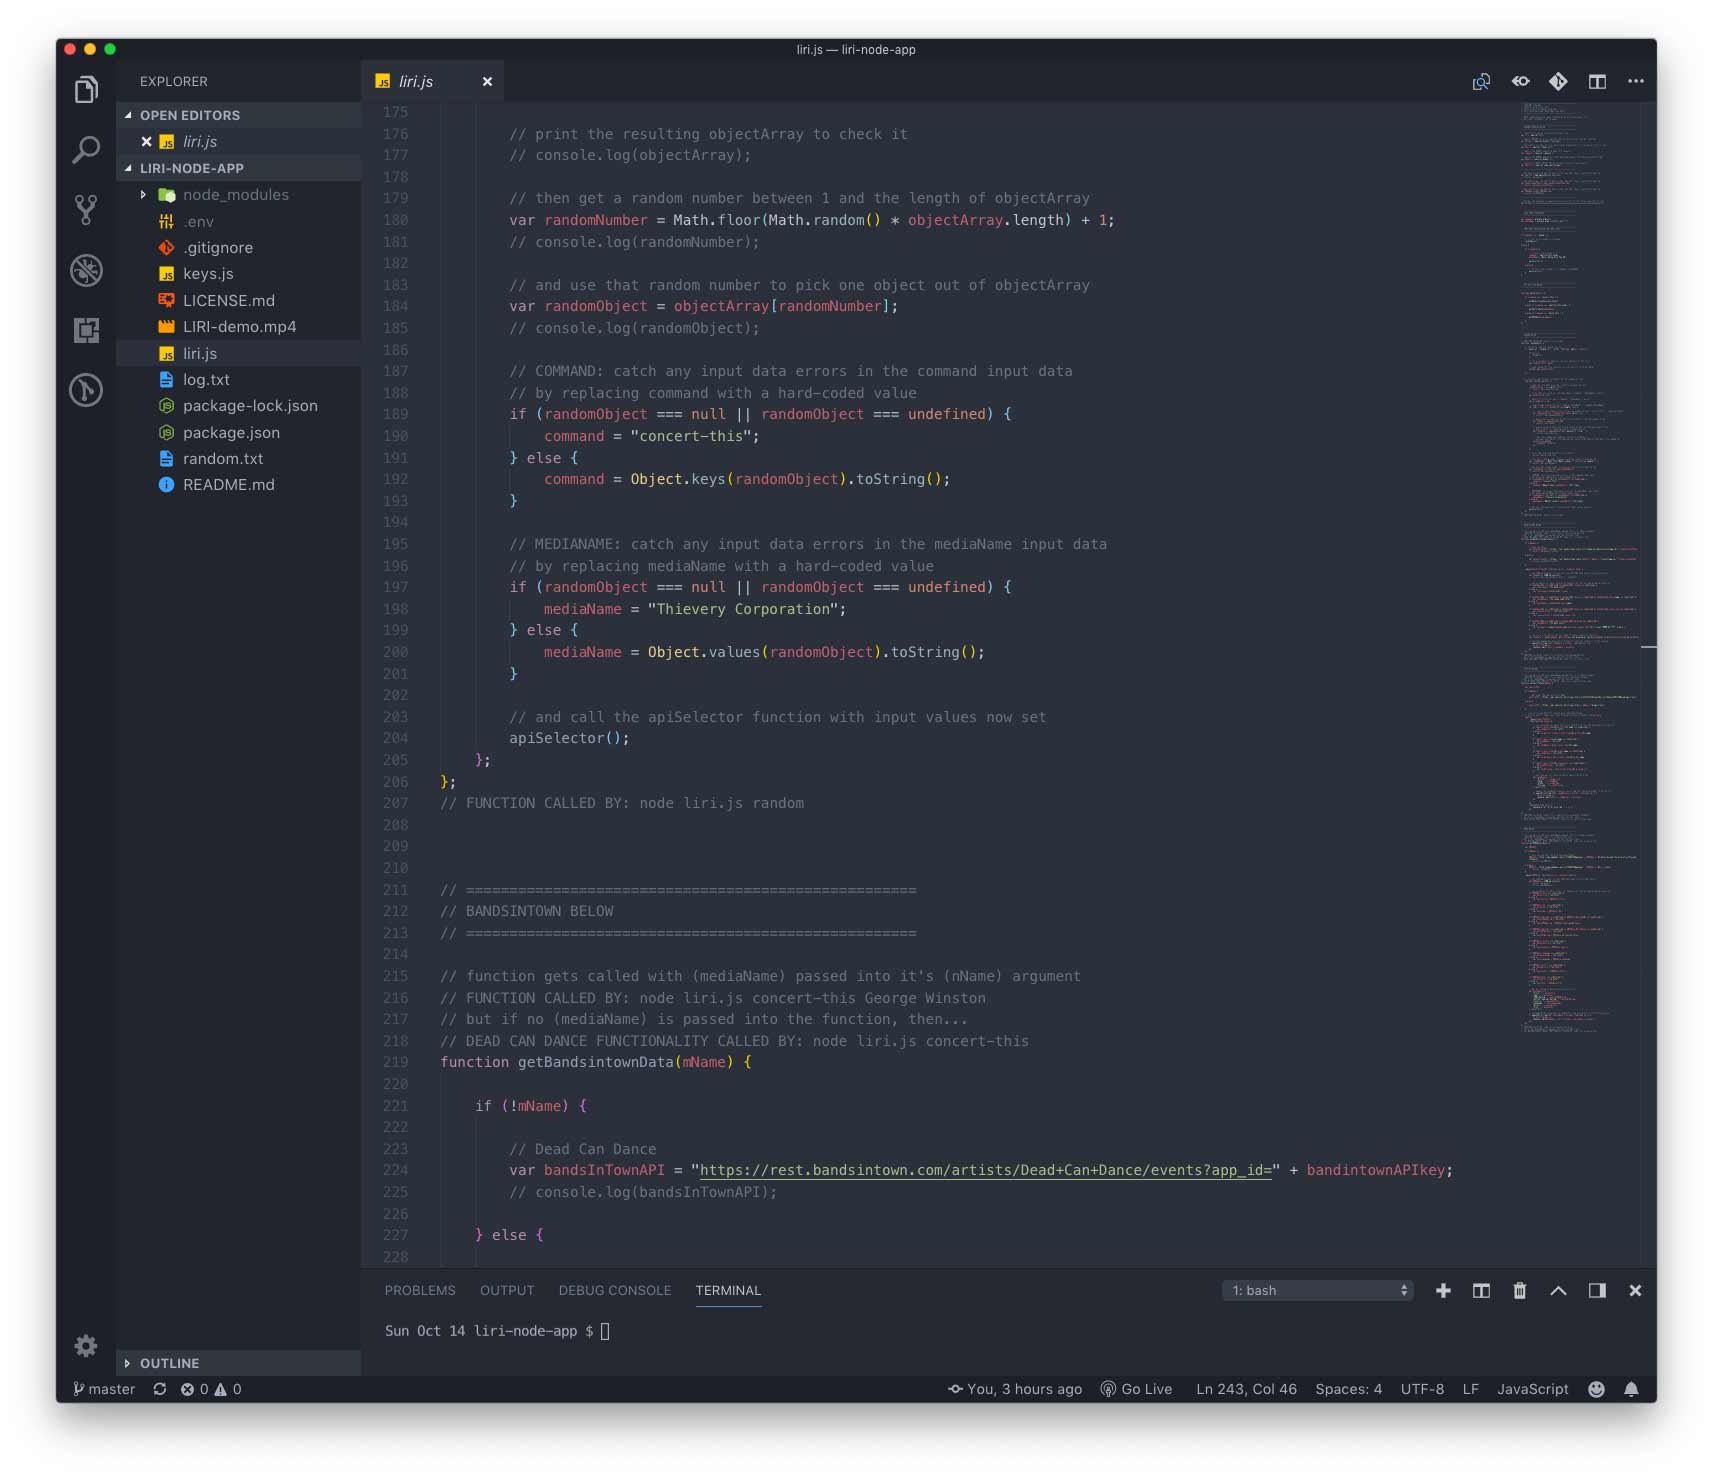 liri.js — liri-node-app
EXPLORER
OPEN EDITORS
liri.js
LIRI-NODE-APP
node_modules
.env
.gitignore
keys.js
LICENSE.md
LIRI-demo.mp4
liri.js
log.txt
package-lock.json
package.json
random.txt
README.md
OUTLINE
liri.js
175
176 // print the resulting objectArray to check it
177 // console.log(objectArray);
178
179 // then get a random number between 1 and the length of objectArray
180 var randomNumber = Math.floor(Math.random() * objectArray.length) + 1;
181 // console.log(randomNumber);
182
183 // and use that random number to pick one object out of objectArray
184 var randomObject = objectArray[randomNumber];
185 // console.log(randomObject);
186
187 // COMMAND: catch any input data errors in the command input data
188 // by replacing command with a hard-coded value
189 if (randomObject === null || randomObject === undefined) {
190 command = "concert-this";
191 } else {
192 command = Object.keys(randomObject).toString();
193 }
194
195 // MEDIANAME: catch any input data errors in the mediaName input data
196 // by replacing mediaName with a hard-coded value
197 if (randomObject === null || randomObject === undefined) {
198 mediaName = "Thievery Corporation";
199 } else {
200 mediaName = Object.values(randomObject).toString();
201 }
202
203 // and call the apiSelector function with input values now set
204 apiSelector();
205 };
206 };
207 // FUNCTION CALLED BY: node liri.js random
208
209
210
211 // ====================================================
212 // BANDSINTOWN BELOW
213 // ====================================================
214
215 // function gets called with (mediaName) passed into it's (nName) argument
216 // FUNCTION CALLED BY: node liri.js concert-this George Winston
217 // but if no (mediaName) is passed into the function, then...
218 // DEAD CAN DANCE FUNCTIONALITY CALLED BY: node liri.js concert-this
219 function getBandsintownData(mName) {
220
221 if (!mName) {
222
223 // Dead Can Dance
224 var bandsInTownAPI = "https://rest.bandsintown.com/artists/Dead+Can+Dance/events?app_id=" + bandintownAPIkey;
225 // console.log(bandsInTownAPI);
226
227 } else {
228
PROBLEMS OUTPUT DEBUG CONSOLE TERMINAL 1: bash
Sun Oct 14 liri-node-app $
master 0 0 You, 3 hours ago Go Live Ln 243, Col 46 Spaces: 4 UTF-8 LF JavaScript